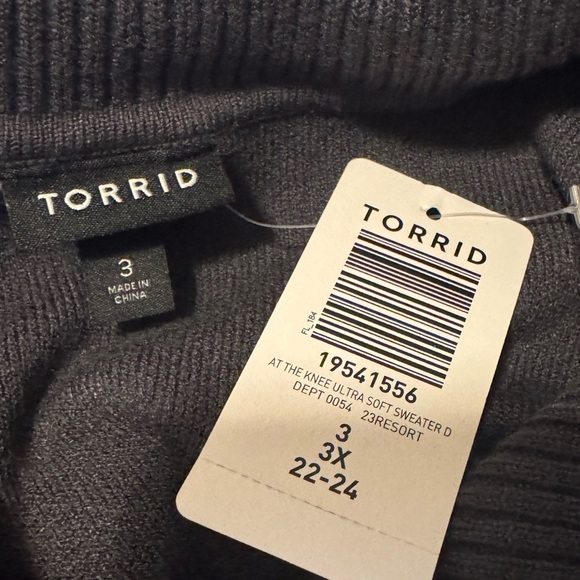 TORRID
3
MADE IN
CHINA
TORRID
FL_184
19541556
AT THE KNEE ULTRA SOFT SWEATER D
DEPT 0054 23RESORT
3
3X
22-24